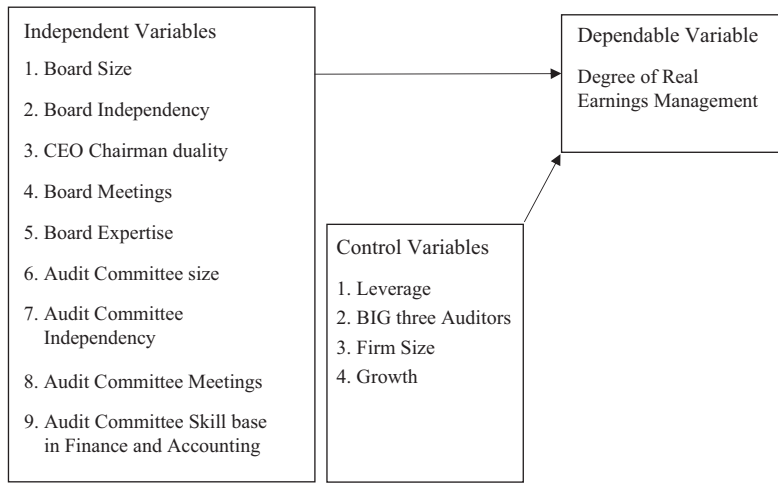 Independent Variables
1. Board Size
2. Board Independency
3. CEO Chairman duality
4. Board Meetings
5. Board Expertise
6. Audit Committee size
7. Audit Committee
Independency
8. Audit Committee Meetings
9. Audit Committee Skill base
in Finance and Accounting
Control Variables
1. Leverage
2. BIG three Auditors
3. Firm Size
4. Growth
Dependable Variable
Degree of Real
Earnings Management